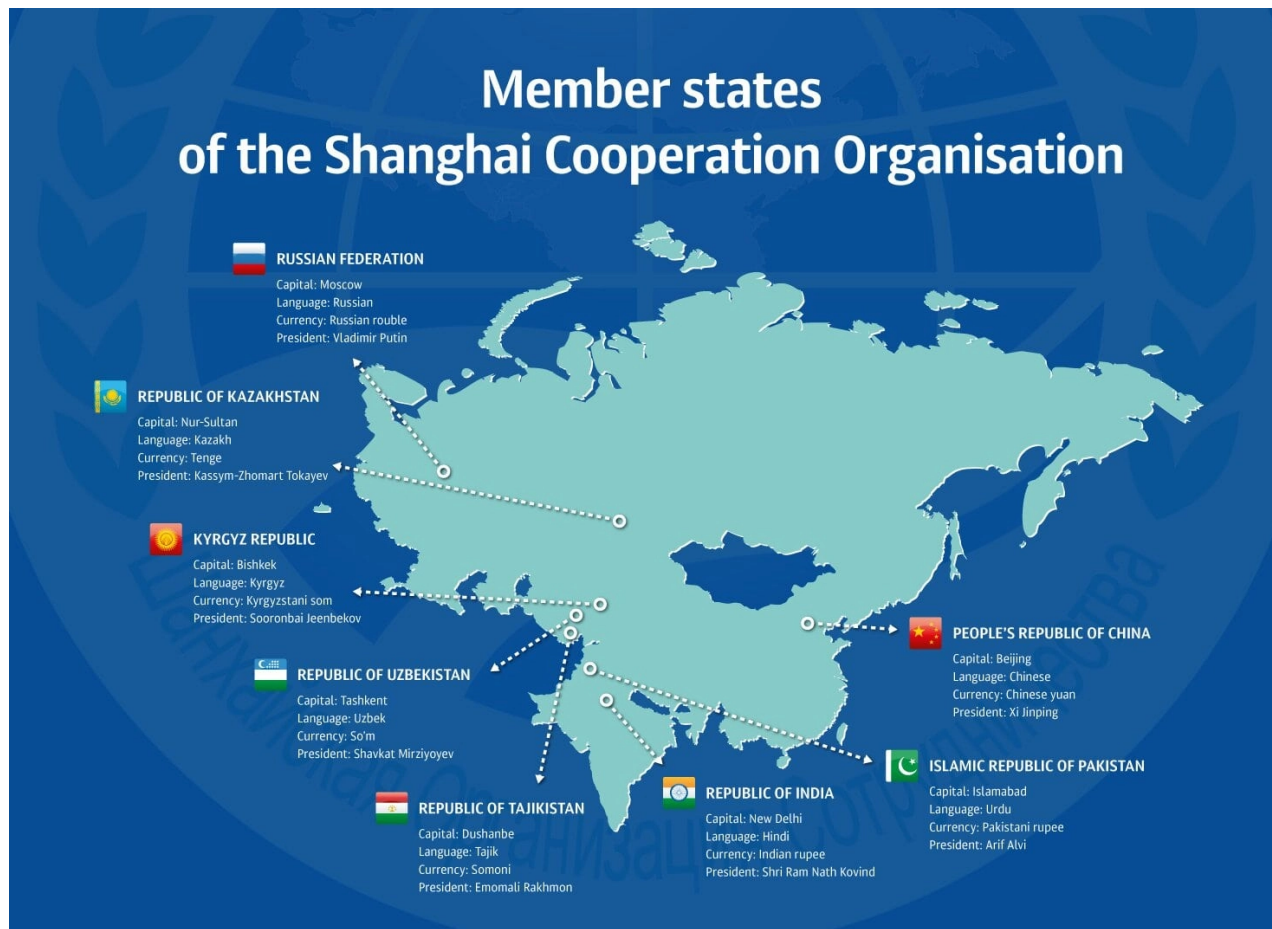 Member states
of the Shanghai Cooperation Organisation
RUSSIAN FEDERATION
Capital: Moscow
Language: Russian
Currency: Russian rouble
President: Vladimir Putin
REPUBLIC OF KAZAKHSTAN
Capital: Nur-Sultan
Language: Kazakh
Currency: Tenge
President: Kassym-Zhomart Tokayev
KYRGYZ REPUBLIC
Capital: Bishkek
Language: Kyrgyz
Currency: Kyrgyzstani som
President: Sooronbai Jeenbekov
REPUBLIC OF UZBEKISTAN
Capital: Tashkent
Language: Uzbek
Currency: So'm
President: Shavkat Mirziyoyev
REPUBLIC OF TAJIKISTAN
Capital: Dushanbe
Language: Tajik
Currency: Somoni
President: Emomali Rakhmon
REPUBLIC OF INDIA
Capital: New Delhi
Language: Hindi
Currency: Indian rupee
President: Shri Ram Nath Kovind
ISLAMIC REPUBLIC OF PAKISTAN
Capital: Islamabad
Language: Urdu
Currency: Pakistani rupee
President: Arif Alvi
PEOPLE'S REPUBLIC OF CHINA
Capital: Beijing
Language: Chinese
Currency: Chinese yuan
President: Xi Jinping
Шанхайская Организац Сотрудничества